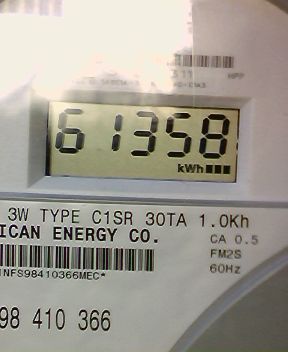 61358
kWh
3W TYPE C1SR 30TA 1.0Kh
ICAN ENERGY CO.
CA 0.5
FM2S
60Hz
NFS98410366MEC*
98 410 366